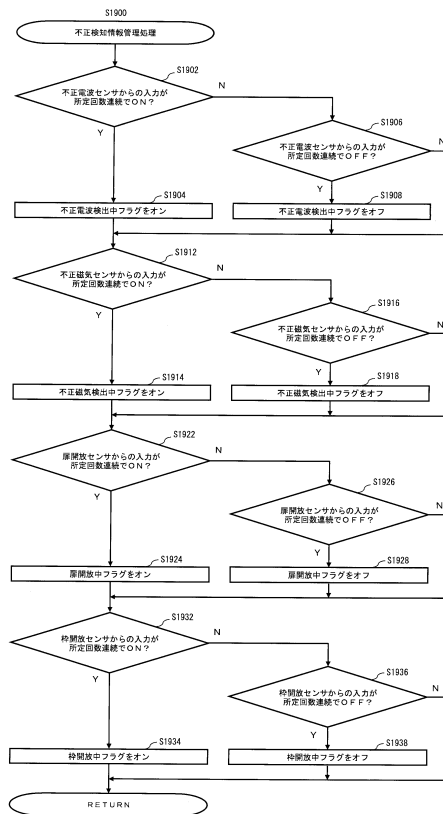 S1900
不正検知情報管理処理
S1902
不正電波センサからの入力が
所定回数連続でON?
N
Y
S1906
不正電波センサーからの入力が
所定回数連続でOFF?
N
Y
S1904
不正電波検出中フラグをオン
S1908
不正電波検出中フラグをオフ
S1912
不正磁気センサからの入力が
所定回数連続でON?
N
Y
S1916
不正磁気センサからの入力が
所定回数連続でOFF?
N
Y
S1914
不正磁気検出中フラグをオン
S1918
不正磁気検出中フラグをオフ
S1922
扉開放センサからの入力が
所定回数連続でON?
N
Y
S1926
扉開放センサからの入力が
所定回数連続でOFF?
N
Y
S1924
扉開放中フラグをオン
S1928
扉開放中フラグをオフ
S1932
枠開放センサからの入力が
所定回数連続でON?
N
Y
S1936
枠開放センサからの入力が
所定回数連続でOFF?
N
Y
S1934
枠開放中フラグをオン
S1938
枠開放中フラグをオフ
RETURN